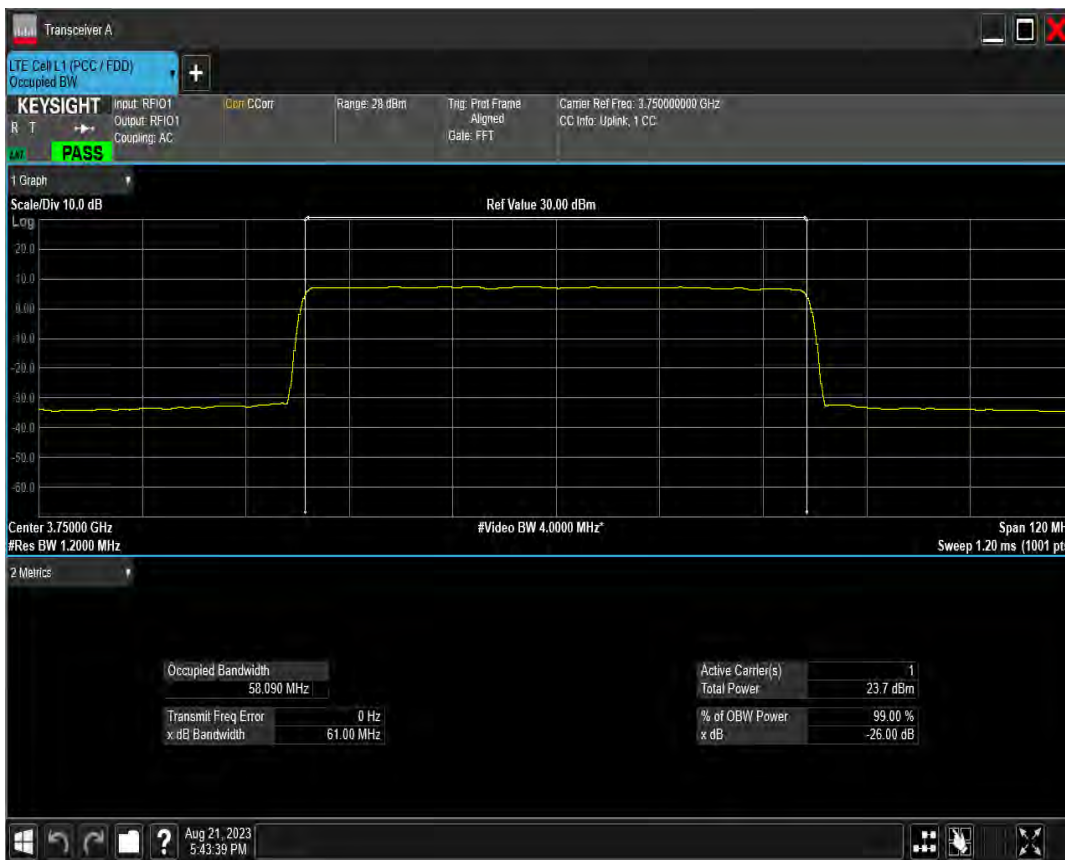 Transceiver A
LTE Cell L1 (PCC / FDD)
Occupied BW
+
KEYSIGHT
R T
PASS
Input: RFIO1
Output: RFIO1
Coupling: AC
Corr CCorr
Range: 28 dBm
Trig: Prot Frame
Aligned
Gate: FFT
Carrier Ref Freq: 3.750000000 GHz
CC Info: Uplink, 1 CC
1 Graph
Scale/Div 10.0 dB
Ref Value 30.00 dBm
Log
20.0
10.0
0.00
-10.0
-20.0
-30.0
-40.0
-50.0
-60.0
Center 3.75000 GHz
#Video BW 4.0000 MHz*
Span 120 MH
#Res BW 1.2000 MHz
Sweep 1.20 ms (1001 pts
2 Metrics
Occupied Bandwidth
58.090 MHz
Transmit Freq Error 0 Hz
x dB Bandwidth 61.00 MHz
Active Carrier(s) 1
Total Power 23.7 dBm
% of OBW Power 99.00 %
x dB -26.00 dB
?
Aug 21, 2023
5:43:39 PM